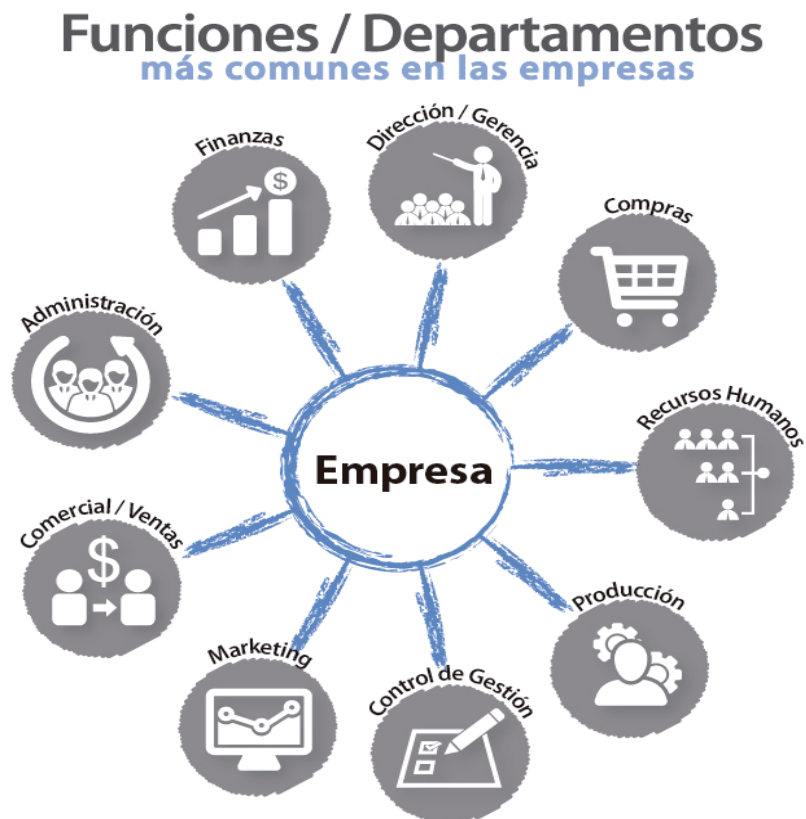 Funciones / Departamentos
más comunes en las empresas
Finanzas
Dirección / Gerencia
Compras
Administración
Recursos Humanos
Empresa
Comercial / Ventas
$
$
Producción
Marketing
Control de Gestión